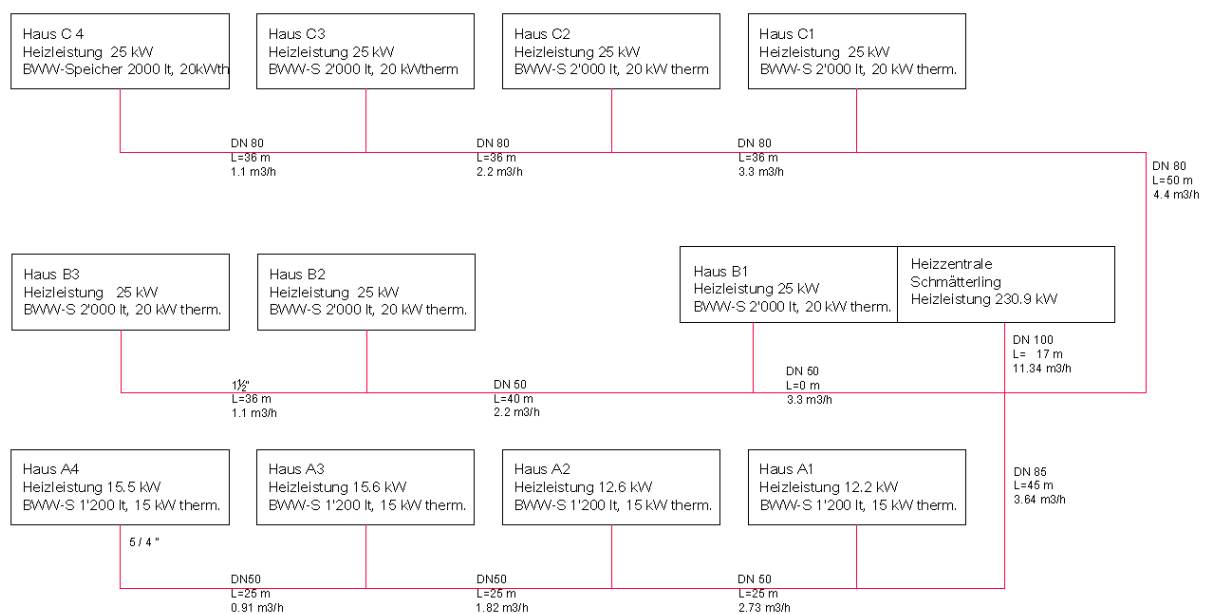 Haus C 4
Heizleistung 25 kW
BWW-Speicher 2000 lt, 20kWth
Haus C3
Heizleistung 25 kW
BWW-S 2'000 lt, 20 kWtherm
Haus C2
Heizleistung 25 kW
BWW-S 2'000 lt, 20 kW therm
Haus C1
Heizleistung 25 kW
BWW-S 2'000 lt, 20 kW therm.
DN 80
L=36 m
1.1 m3/h
DN 80
L=36 m
2.2 m3/h
DN 80
L=36 m
3.3 m3/h
DN 80
L=50 m
4.4 m3/h
Haus B3
Heizleistung 25 kW
BWW-S 2'000 lt, 20 kW therm.
Haus B2
Heizleistung 25 kW
BWW-S 2'000 lt, 20 kW therm.
Haus B1
Heizleistung 25 kW
BWW-S 2'000 lt, 20 kW therm.
Heizzentrale
Schmätterling
Heizleistung 230.9 kW
DN 100
L= 17 m
11.34 m3/h
1½"
L=36 m
1.1 m3/h
DN 50
L=40 m
2.2 m3/h
DN 50
L=0 m
3.3 m3/h
Haus A4
Heizleistung 15.5 kW
BWW-S 1'200 lt, 15 kW therm.
Haus A3
Heizleistung 15.6 kW
BWW-S 1'200 lt, 15 kW therm.
Haus A2
Heizleistung 12.6 kW
BWW-S 1'200 lt, 15 kW therm.
Haus A1
Heizleistung 12.2 kW
BWW-S 1'200 lt, 15 kW therm.
DN 85
L=45 m
3.64 m3/h
5 / 4 "
DN50
L=25 m
0.91 m3/h
DN50
L=25 m
1.82 m3/h
DN 50
L=25 m
2.73 m3/h